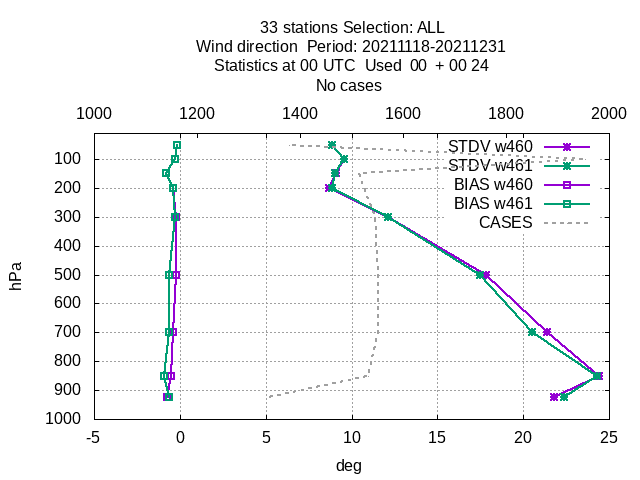 33 stations Selection: ALL
Wind direction  Period: 20211118-20211231
Statistics at 00 UTC  Used  00  + 00 24
No cases
1000 1200 1400 1600 1800 2000
STDV w460
STDV w461
BIAS w460
BIAS w461
CASES
100
200
300
400
500
600
700
800
900
1000
hPa
-5 0 5 10 15 20 25
deg